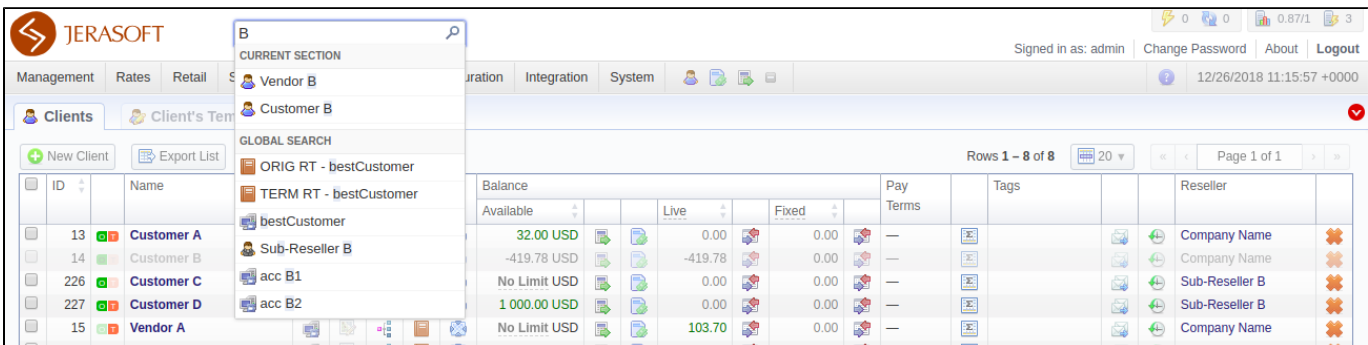 JERASOFT
B
0 0 0.87/1 3
Signed in as: admin Change Password About Logout
CURRENT SECTION
Vendor B
Customer B
GLOBAL SEARCH
ORIG RT - bestCustomer
TERM RT - bestCustomer
bestCustomer
Sub-Reseller B
acc B1
acc B2
Management Rates Retail S uration Integration System 12/26/2018 11:15:57 +0000
Clients Client's Tem
New Client Export List Rows 1 – 8 of 8 20 « ‹ Page 1 of 1 › »
ID Name Balance Pay Terms Tags Reseller
Available Live Fixed
13 O T Customer A 32.00 USD 0.00 0.00 — Σ Company Name
14 Customer B -419.78 USD -419.78 0.00 — Σ Company Name
226 O Customer C No Limit USD 0.00 0.00 — Σ Sub-Reseller B
227 O T Customer D 1 000.00 USD 0.00 0.00 — Σ Sub-Reseller B
15 O T Vendor A No Limit USD 103.70 0.00 — Σ Company Name